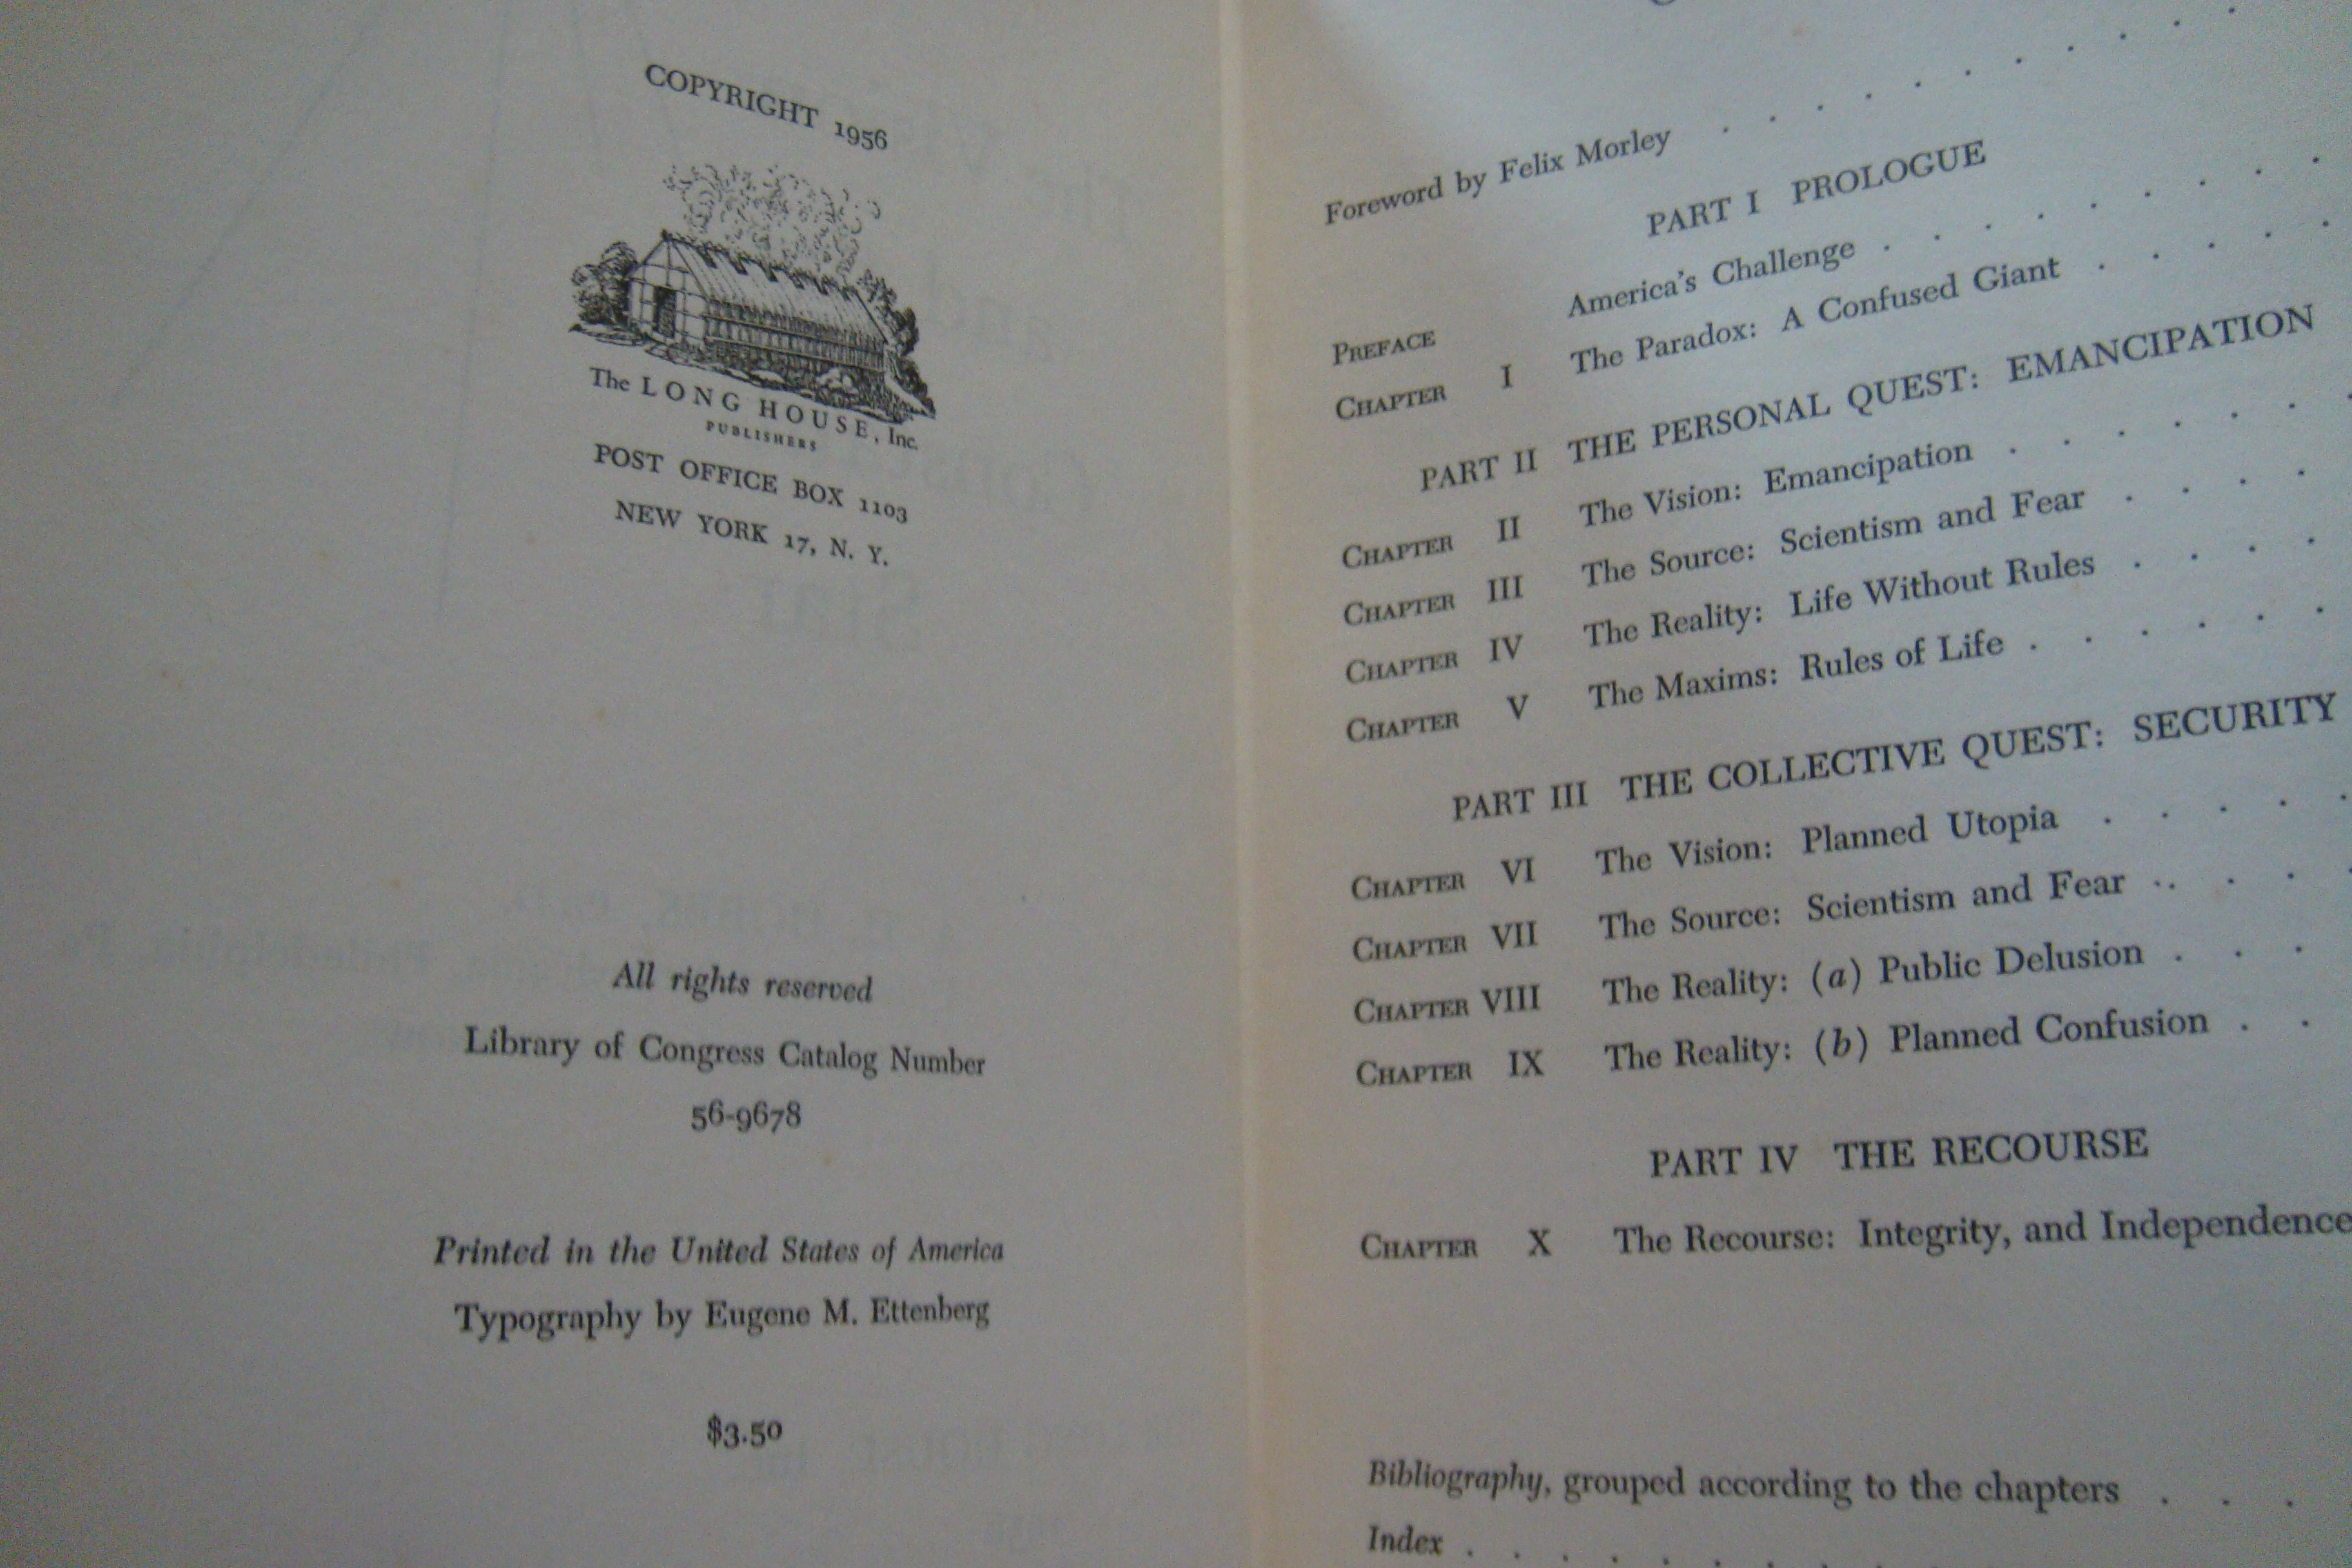 COPYRIGHT 1956
The LONG HOUSE, Inc.
PUBLISHERS
POST OFFICE BOX 1103
NEW YORK 17, N. Y.
All rights reserved
Library of Congress Catalog Number
56-9678
Printed in the United States of America
Typography by Eugene M. Ettenberg
$3.50
Foreword by Felix Morley . . . . . . . . . . .
PART I PROLOGUE
PREFACE America's Challenge . . . . . . . . .
CHAPTER I The Paradox: A Confused Giant . . . . .
PART II THE PERSONAL QUEST: EMANCIPATION
CHAPTER II The Vision: Emancipation . . . . . . .
CHAPTER III The Source: Scientism and Fear . . . .
CHAPTER IV The Reality: Life Without Rules . . . .
CHAPTER V The Maxims: Rules of Life . . . . . .
PART III THE COLLECTIVE QUEST: SECURITY
CHAPTER VI The Vision: Planned Utopia . . . . .
CHAPTER VII The Source: Scientism and Fear . . . . .
CHAPTER VIII The Reality: (a) Public Delusion . . .
CHAPTER IX The Reality: (b) Planned Confusion . .
PART IV THE RECOURSE
CHAPTER X The Recourse: Integrity, and Independence
Bibliography, grouped according to the chapters . . .
Index . . . . . . . . . . .